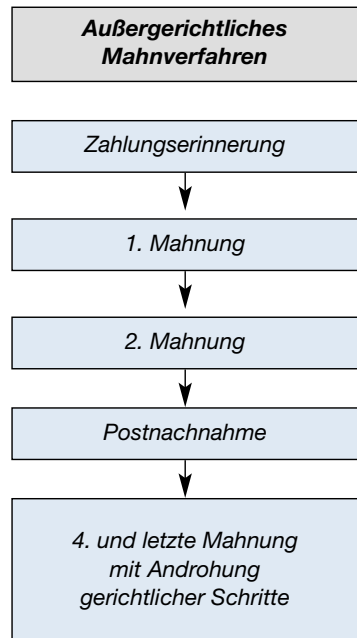 Außergerichtliches
Mahnverfahren
Zahlungserinnerung
1. Mahnung
2. Mahnung
Postnachnahme
4. und letzte Mahnung
mit Androhung
gerichtlicher Schritte